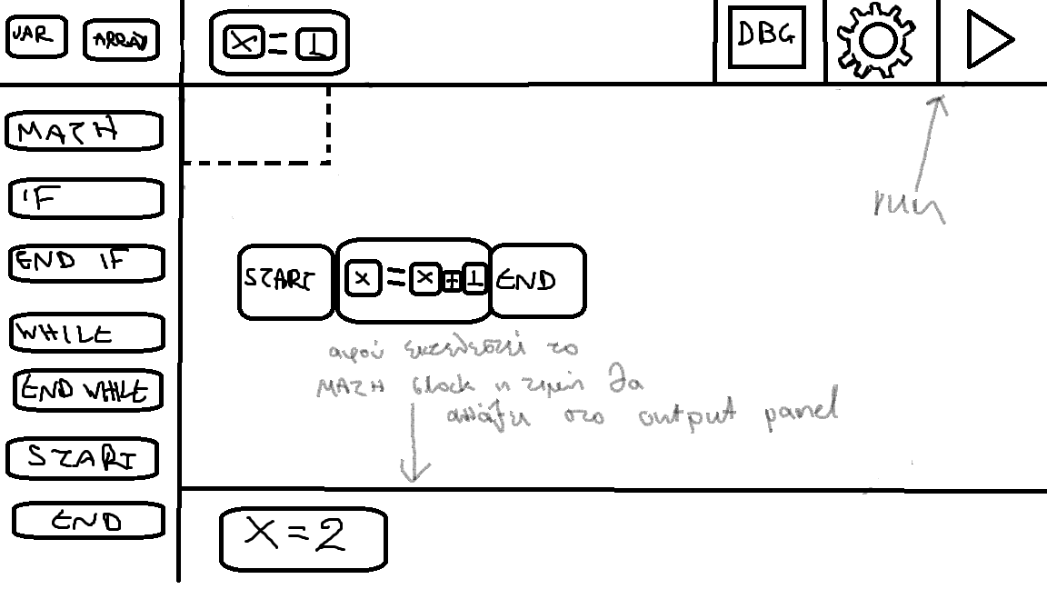 VAR ARRAY
x = 1
DBG
MATH
IF
END IF
WHILE
END WHILE
START
END
run
START x = x + 1 END
αφού εκτελεστεί το
MATH block η τιμή θα
αλλάξει στο output panel
X = 2